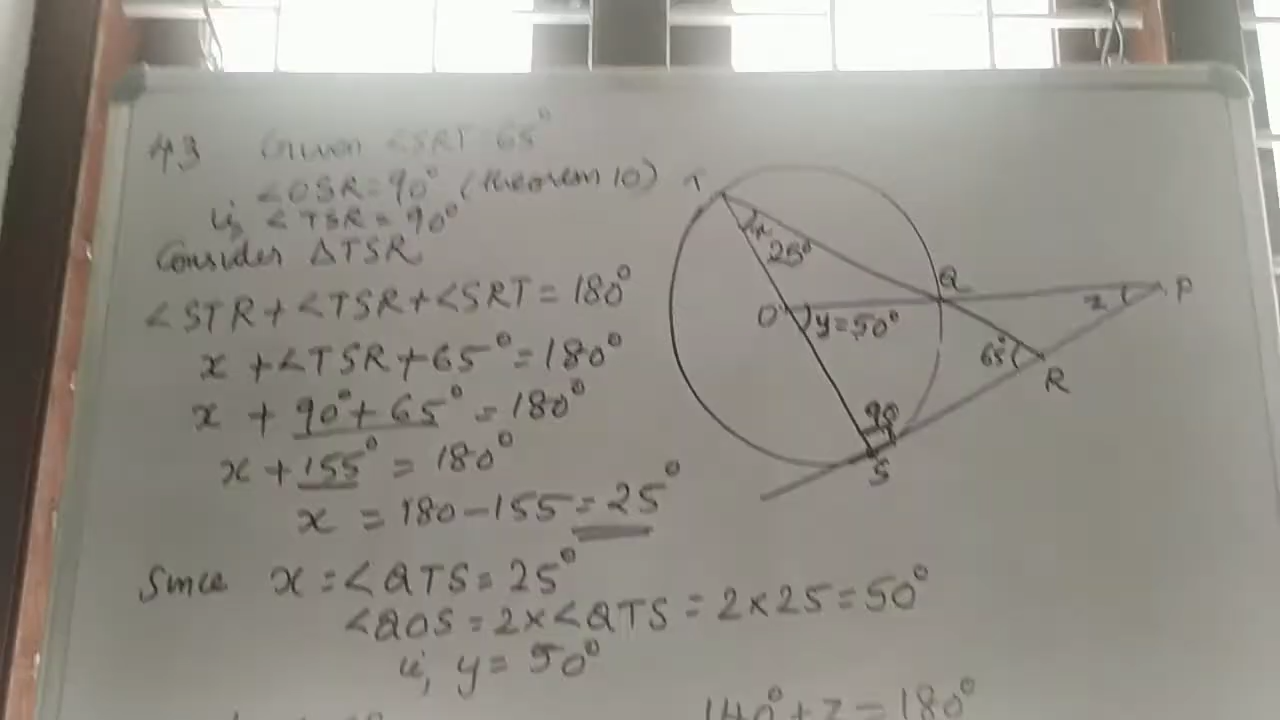 43 Given <SRT 65°
<OSR = 90° (theorem 10)
ie, <TSR = 90°
Consider ΔTSR
<STR + <TSR + <SRT = 180°
x + <TSR + 65° = 180°
x + 90° + 65° = 180°
x + 155° = 180°
x = 180 - 155 = 25°
Since x = <QTS = 25°
<QOS = 2 × <QTS = 2 × 25 = 50°
ie, y = 50°
140° + z = 180°
T
x
25°
O
y = 50°
Q
z
P
65°
R
90
S